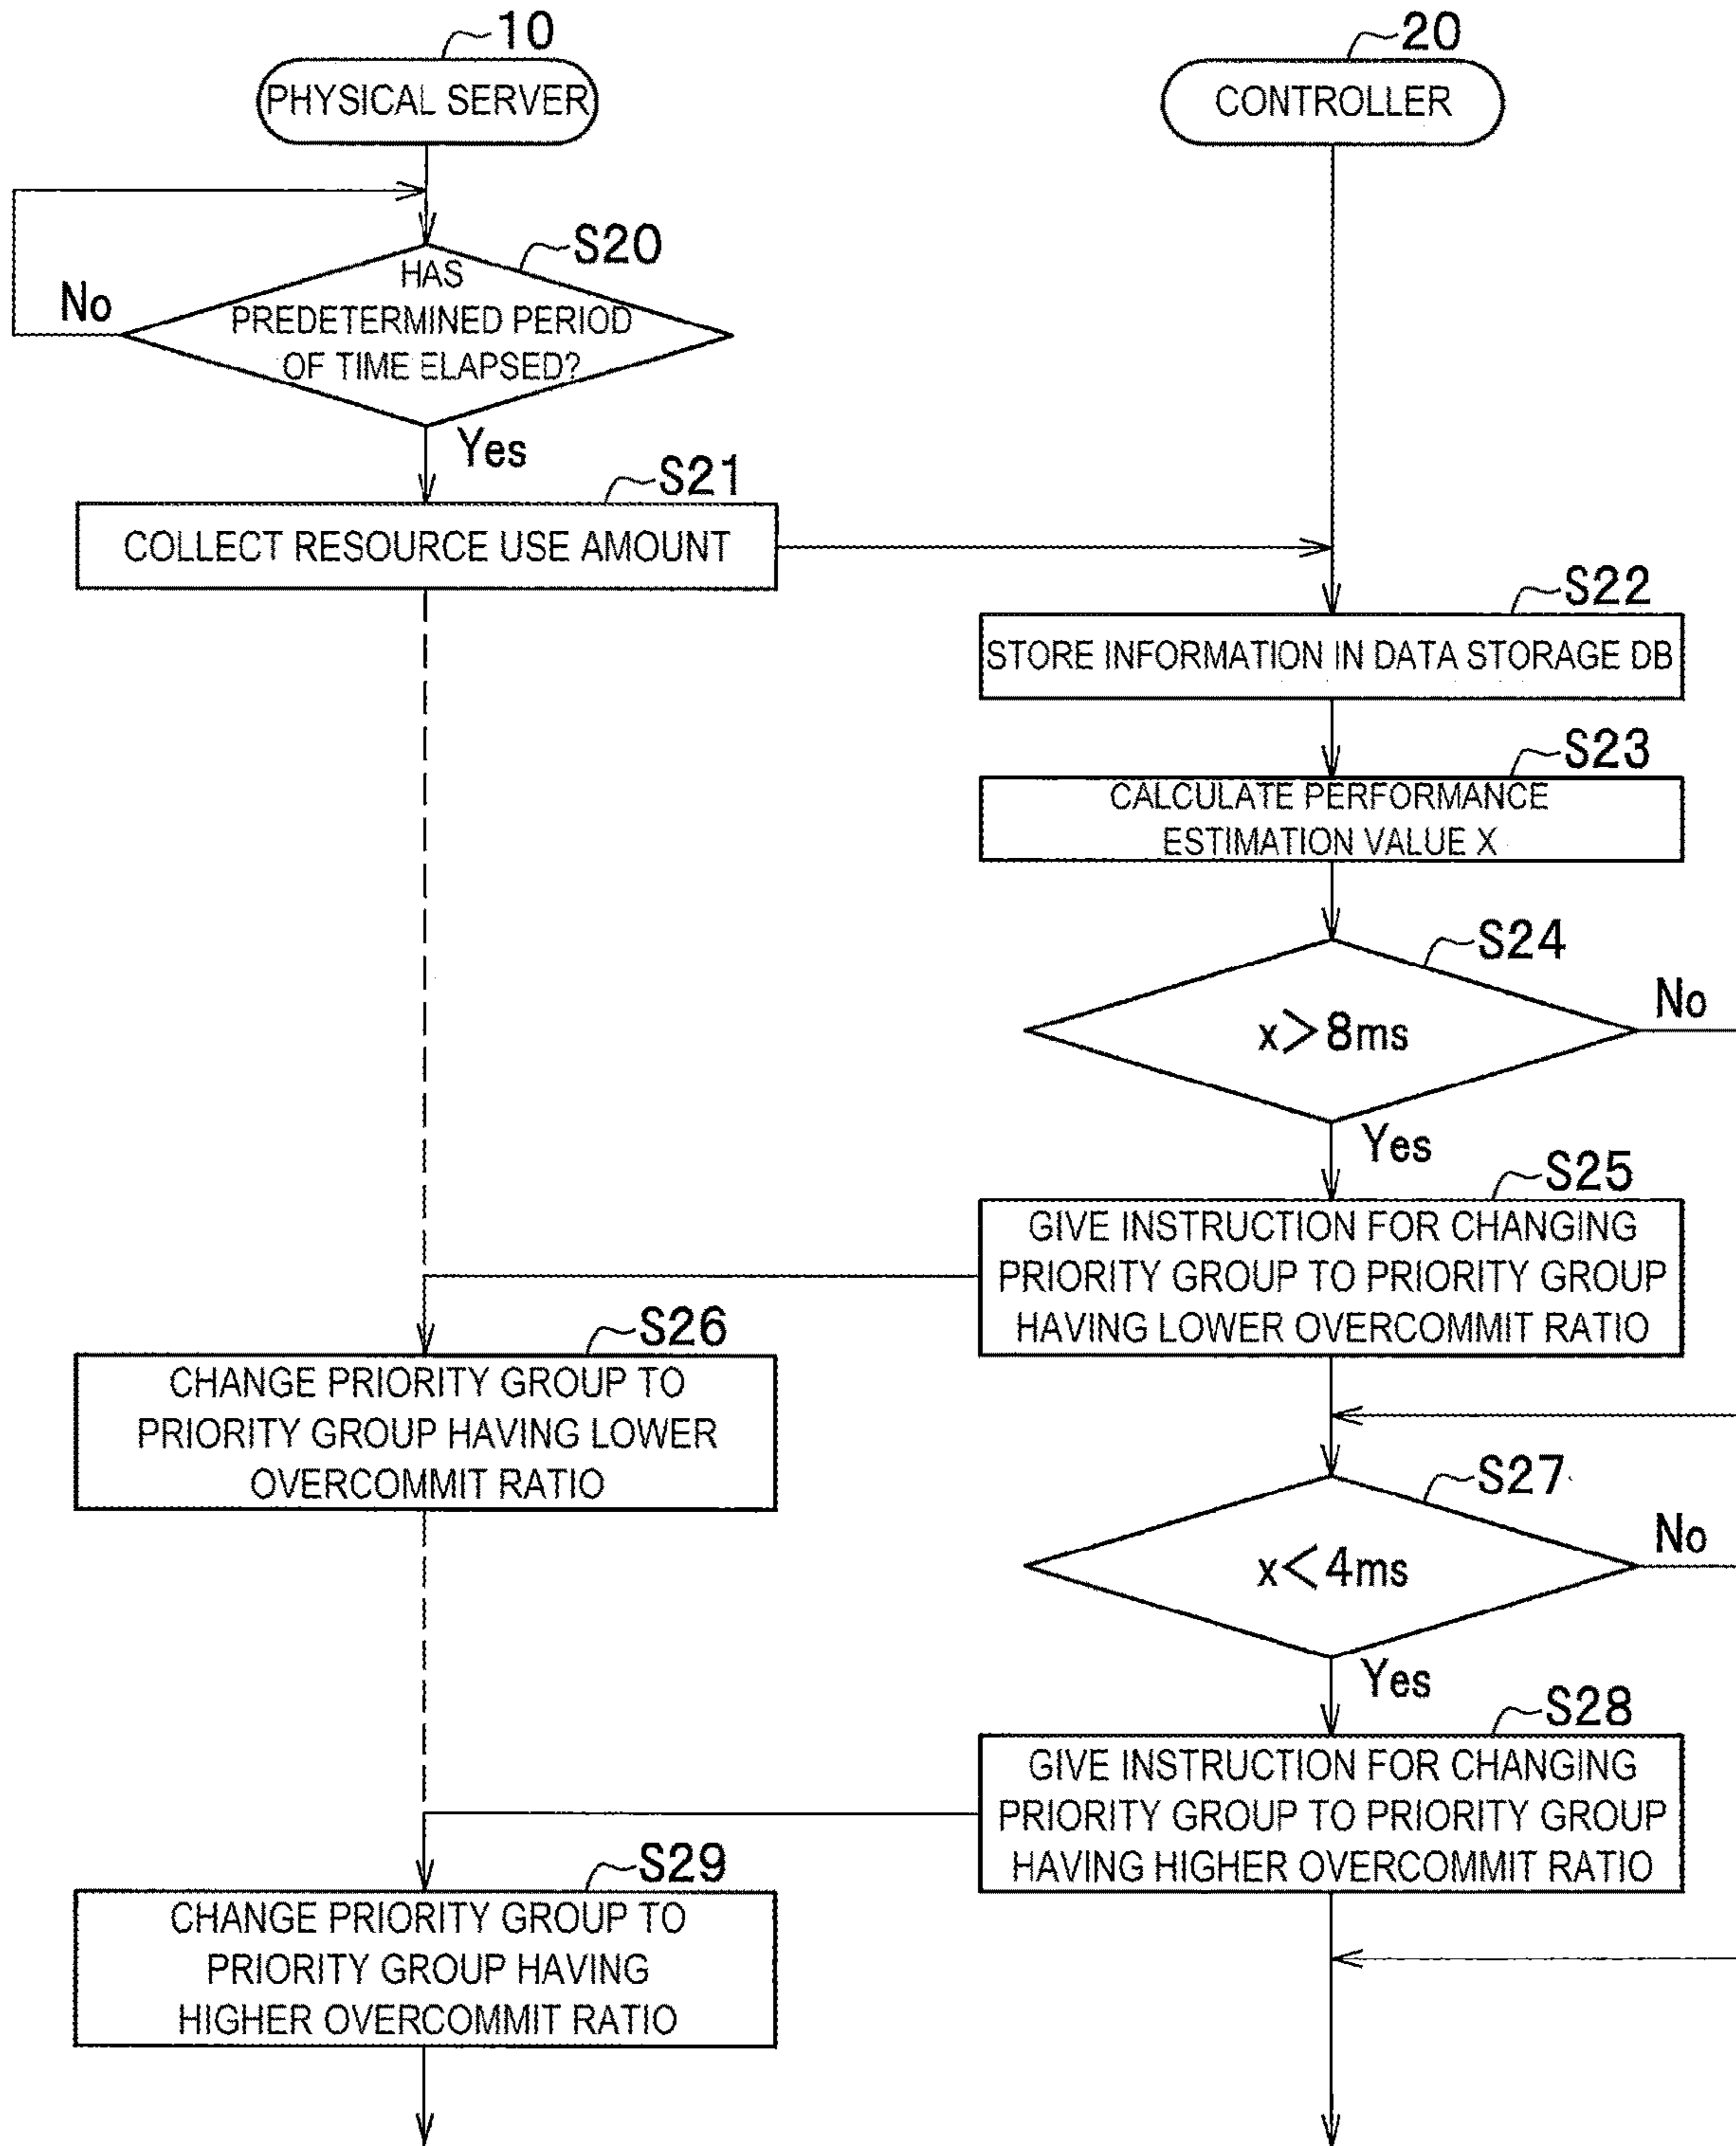 10
20
PHYSICAL SERVER
CONTROLLER
S20
HAS
PREDETERMINED PERIOD
OF TIME ELAPSED?
No
Yes
S21
COLLECT RESOURCE USE AMOUNT
S22
STORE INFORMATION IN DATA STORAGE DB
S23
CALCULATE PERFORMANCE
ESTIMATION VALUE X
S24
x>8ms
No
Yes
S25
GIVE INSTRUCTION FOR CHANGING
PRIORITY GROUP TO PRIORITY GROUP
HAVING LOWER OVERCOMMIT RATIO
S26
CHANGE PRIORITY GROUP TO
PRIORITY GROUP HAVING LOWER
OVERCOMMIT RATIO
S27
x<4ms
No
Yes
S28
GIVE INSTRUCTION FOR CHANGING
PRIORITY GROUP TO PRIORITY GROUP
HAVING HIGHER OVERCOMMIT RATIO
S29
CHANGE PRIORITY GROUP TO
PRIORITY GROUP HAVING
HIGHER OVERCOMMIT RATIO